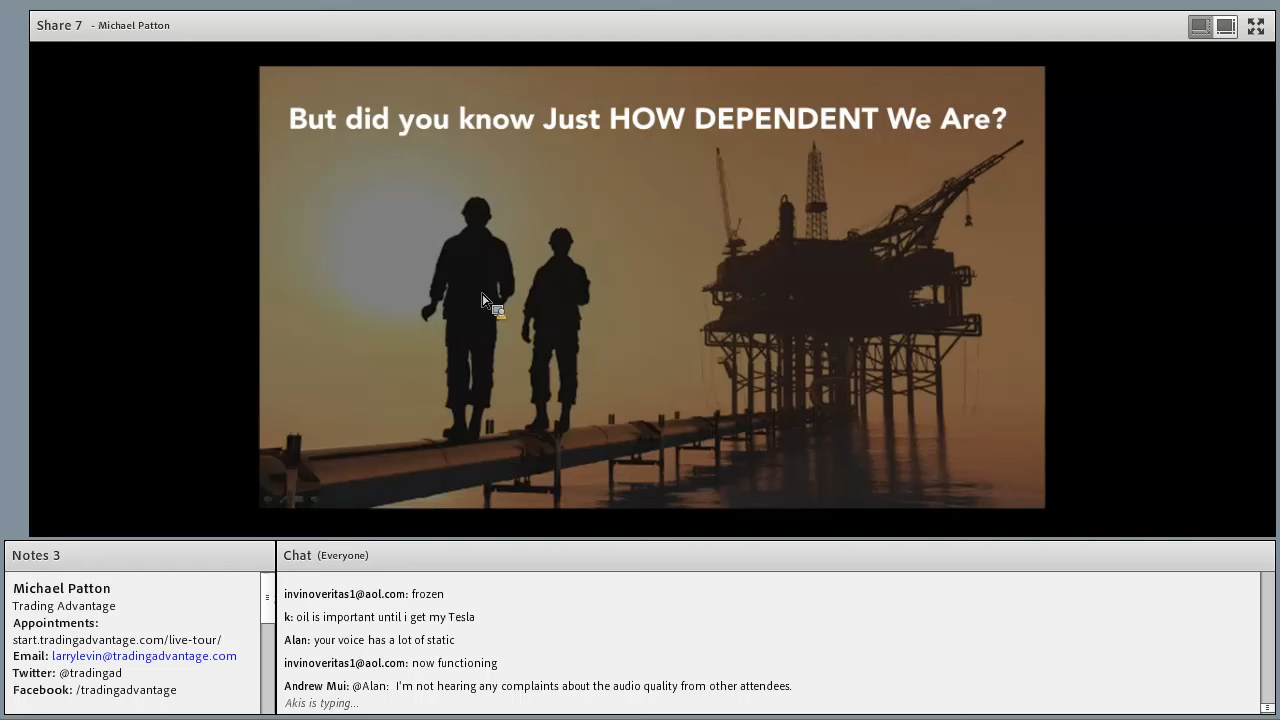 Share 7 - Michael Patton
But did you know Just HOW DEPENDENT We Are?
Notes 3
Michael Patton
Trading Advantage
Appointments:
start.tradingadvantage.com/live-tour/
Email: larrylevin@tradingadvantage.com
Twitter: @tradingad
Facebook: /tradingadvantage
Chat (Everyone)
invinoveritas1@aol.com: frozen
k: oil is important until i get my Tesla
Alan: your voice has a lot of static
invinoveritas1@aol.com: now functioning
Andrew Mui: @Alan: I'm not hearing any complaints about the audio quality from other attendees.
Akis is typing...